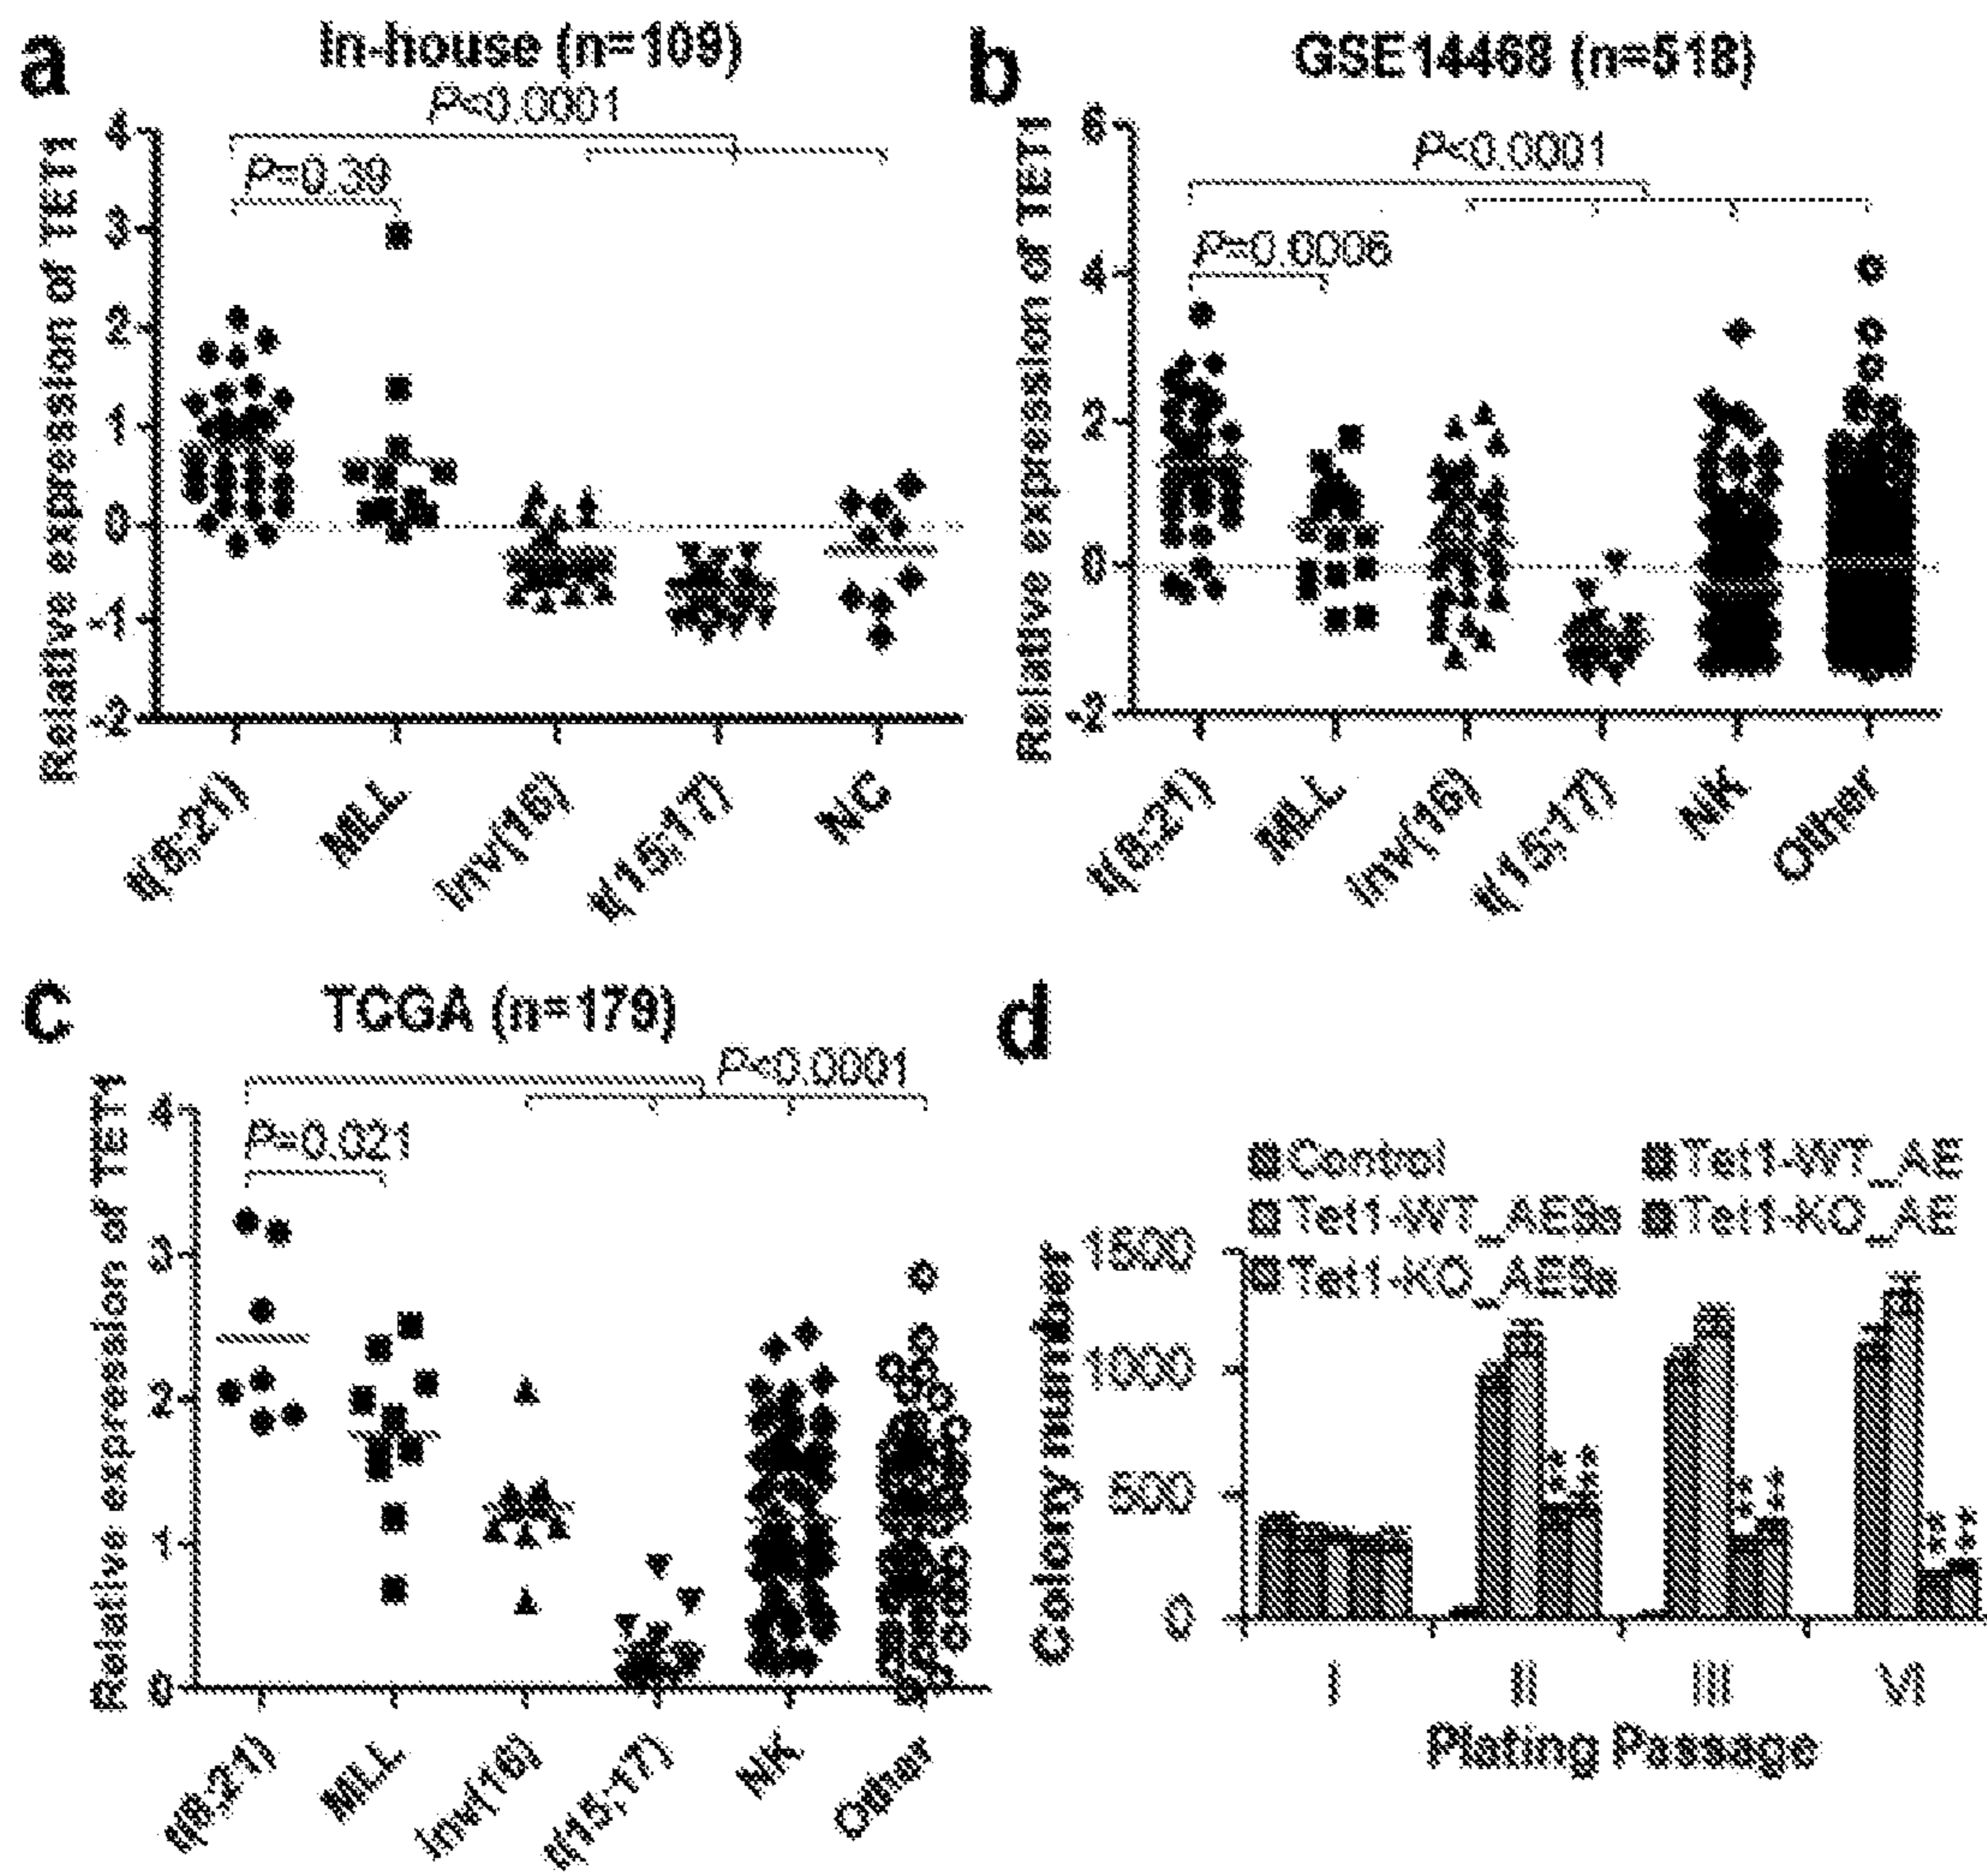 a
In-house (n=109)
P<0.0001
P=0.39
Relative expression of TET1
4
3
2
1
0
-1
-2
t(8;21)
MLL
inv(16)
t(15;17)
NC
b
GSE14468 (n=518)
P<0.0001
P=0.0006
Relative expression of TET1
6
4
2
0
-2
t(8;21)
MLL
inv(16)
t(15;17)
NK
Other
c
TCGA (n=179)
P<0.0001
P=0.021
Relative expression of TET1
4
3
2
1
0
t(8;21)
MLL
inv(16)
t(15;17)
NK
Other
d
Control
Tet1-WT_AE
Tet1-WT_AE9a
Tet1-KO_AE
Tet1-KO_AE9a
Colony number
1500
1000
500
0
**
**
**
**
**
**
I
II
III
VI
Plating Passage